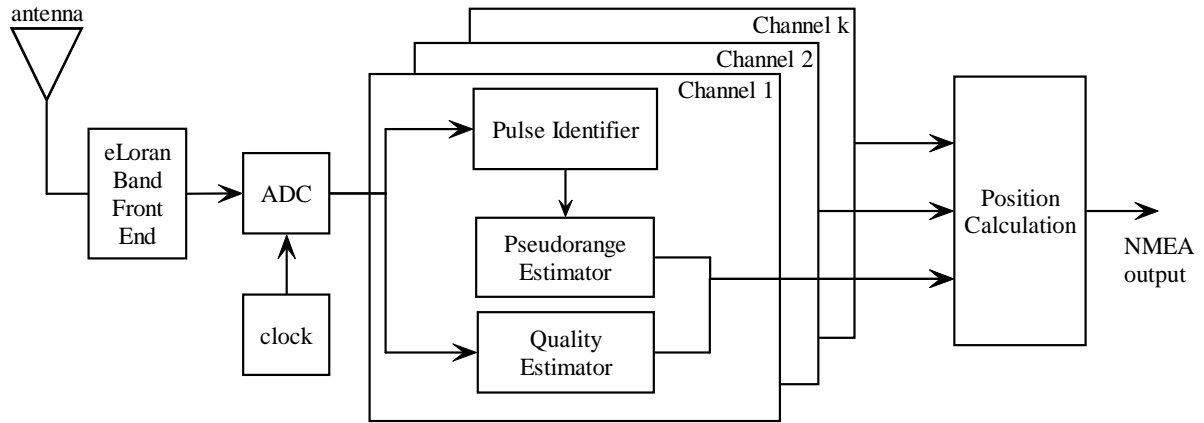 antenna
Channel k
Channel 2
Channel 1
eLoran
Band
Front
End
ADC
clock
Pulse Identifier
Pseudorange
Estimator
Quality
Estimator
Position
Calculation
NMEA
output